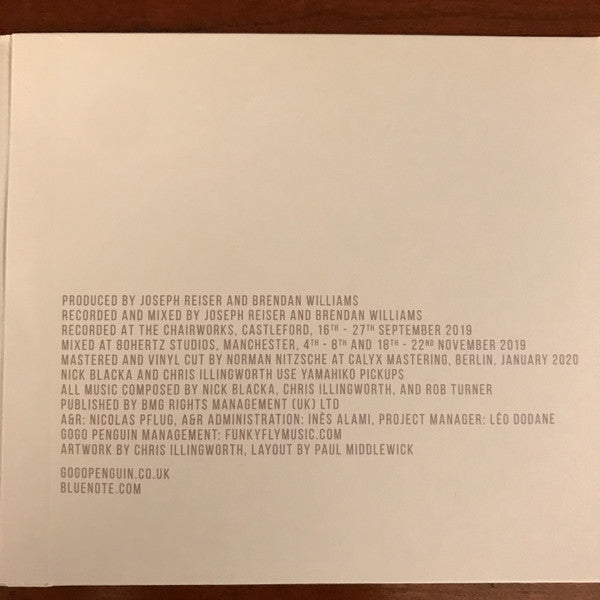 PRODUCED BY JOSEPH REISER AND BRENDAN WILLIAMS
RECORDED AND MIXED BY JOSEPH REISER AND BRENDAN WILLIAMS
RECORDED AT THE CHAIRWORKS, CASTLEFORD, 16TH - 27TH SEPTEMBER 2019
MIXED AT 80HERTZ STUDIOS, MANCHESTER, 4TH - 8TH AND 18TH - 22ND NOVEMBER 2019
MASTERED AND VINYL CUT BY NORMAN NITZSCHE AT CALYX MASTERING, BERLIN, JANUARY 2020
NICK BLACKA AND CHRIS ILLINGWORTH USE YAMAHIKO PICKUPS
ALL MUSIC COMPOSED BY NICK BLACKA, CHRIS ILLINGWORTH, AND ROB TURNER
PUBLISHED BY BMG RIGHTS MANAGEMENT (UK) LTD
A&R: NICOLAS PFLUG, A&R ADMINISTRATION: INÈS ALAMI, PROJECT MANAGER: LÉO DODANE
GOGO PENGUIN MANAGEMENT: FUNKYFLYMUSIC.COM
ARTWORK BY CHRIS ILLINGWORTH, LAYOUT BY PAUL MIDDLEWICK
GOGOPENGUIN.CO.UK
BLUENOTE.COM